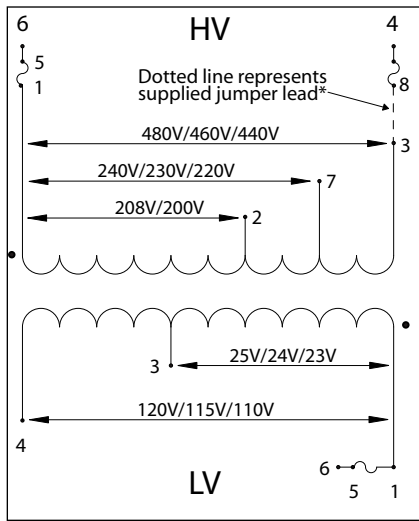 6
HV
4
5
1
Dotted line represents
supplied jumper lead*
8
480V/460V/440V
3
240V/230V/220V
7
208V/200V
2
3
25V/24V/23V
120V/115V/110V
4
LV
6
5
1